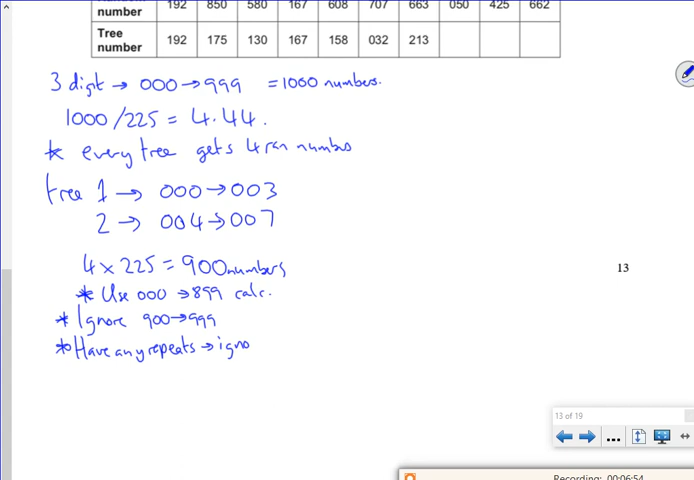 number 192 850 580 167 608 707 663 050 425 662
Tree number 192 175 130 167 158 032 213
3 digit → 000 → 999 = 1000 numbers.
1000 / 225 = 4.44.
* every tree gets 4 ran numbos
tree 1 → 000 → 003
2 → 004 → 007
4 x 225 = 900 numbers
* Use 000 → 899 calc.
* Ignore 900 → 999
* Have any repeats → igno
13
13 of 19
...
Recording: 00:06:54